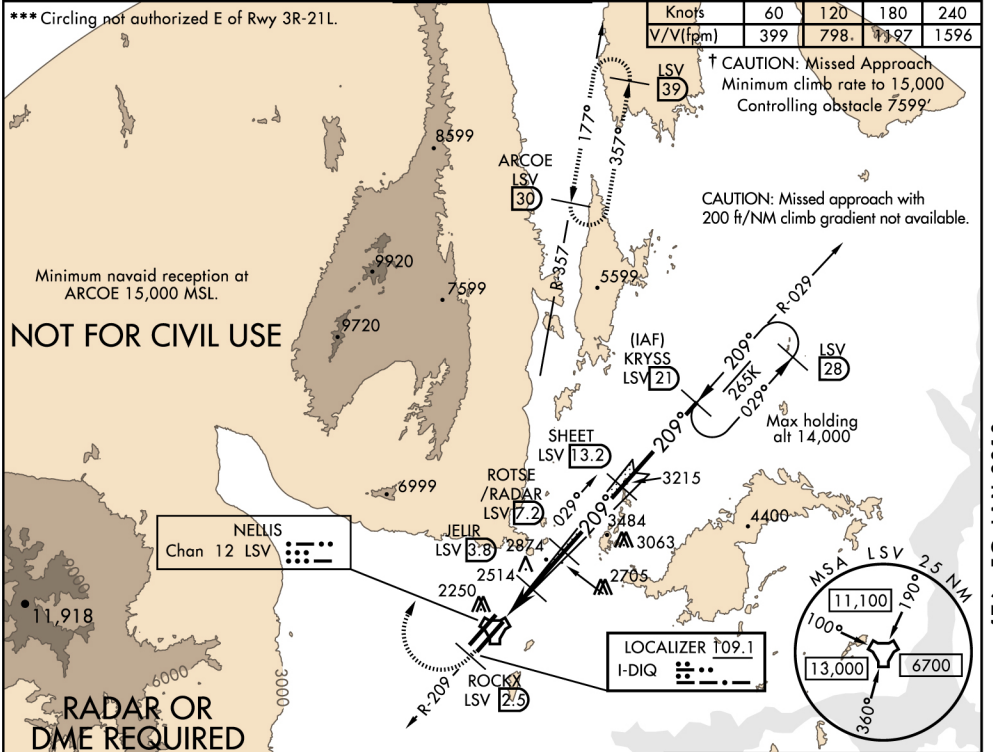 *** Circling not authorized E of Rwy 3R-21L.
Knots 60 120 180 240
V/V(fpm) 399 798 1197 1596
† CAUTION: Missed Approach
Minimum climb rate to 15,000
Controlling obstacle 7599'
LSV
39
8599
177°
357°
ARCOE
LSV
30
CAUTION: Missed approach with
200 ft/NM climb gradient not available.
R-357
9920
5599
7599
Minimum navaid reception at
ARCOE 15,000 MSL.
NOT FOR CIVIL USE
9720
R-029
(IAF)
KRYSS
LSV 21
209°
265K
029°
LSV
28
Max holding
alt 14,000
209°
SHEET
LSV 13.2
3215
ROTSE
/RADAR
LSV 7.2
029°
209°
6999
3484
3063
4400
NELLIS
Chan 12 LSV
JELIR
LSV 3.8
2874
2514
2705
2250
11,918
6000
6000
3000
MSA LSV 25 NM
11,100
190°
100°
13,000
6700
360°
LOCALIZER 109.1
I-DIQ
ROCKX
LSV 2.5
R-209
RADAR OR
DME REQUIRED